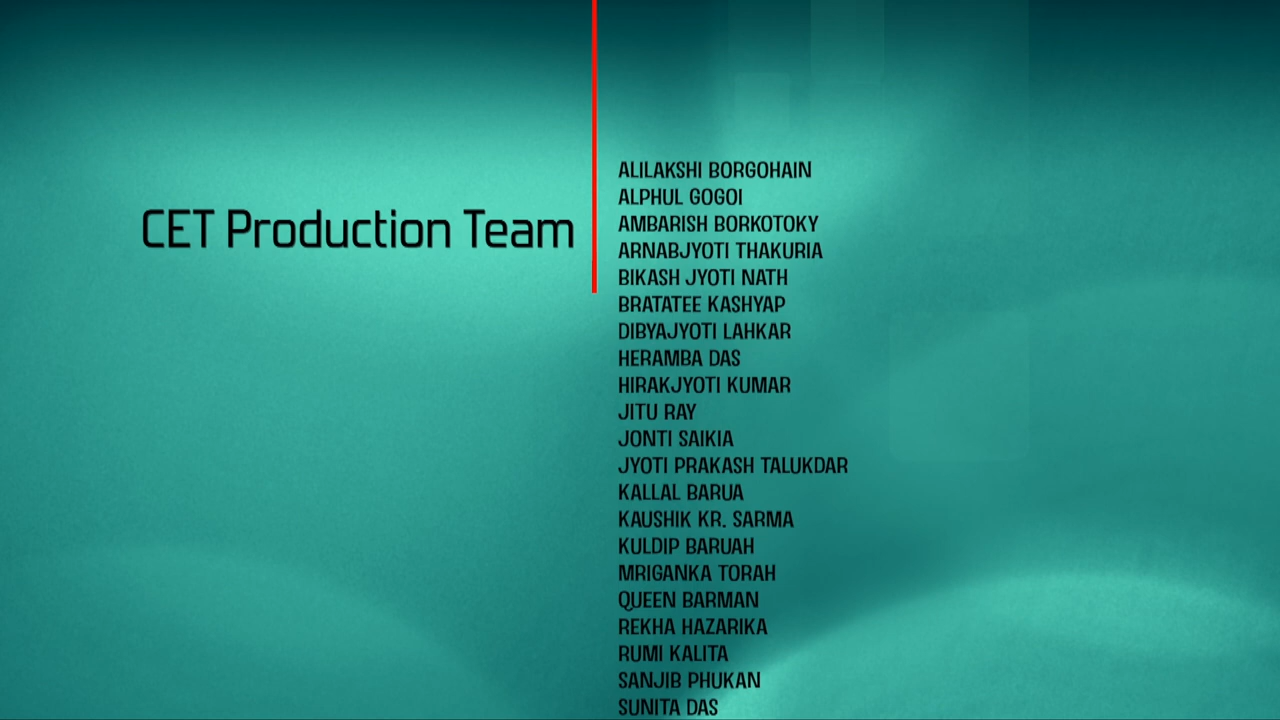 CET Production Team
ALILAKSHI BORGOHAIN
ALPHUL GOGOI
AMBARISH BORKOTOKY
ARNABJYOTI THAKURIA
BIKASH JYOTI NATH
BRATATEE KASHYAP
DIBYAJYOTI LAHKAR
HERAMBA DAS
HIRAKJYOTI KUMAR
JITU RAY
JONTI SAIKIA
JYOTI PRAKASH TALUKDAR
KALLAL BARUA
KAUSHIK KR. SARMA
KULDIP BARUAH
MRIGANKA TORAH
QUEEN BARMAN
REKHA HAZARIKA
RUMI KALITA
SANJIB PHUKAN
SUNITA DAS